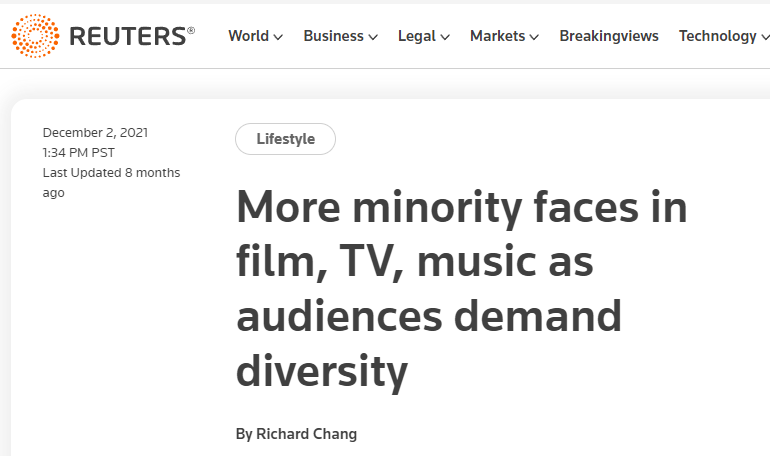 REUTERS®
World Business Legal Markets Breakingviews Technology
December 2, 2021
1:34 PM PST
Last Updated 8 months
ago
Lifestyle
More minority faces in
film, TV, music as
audiences demand
diversity
By Richard Chang